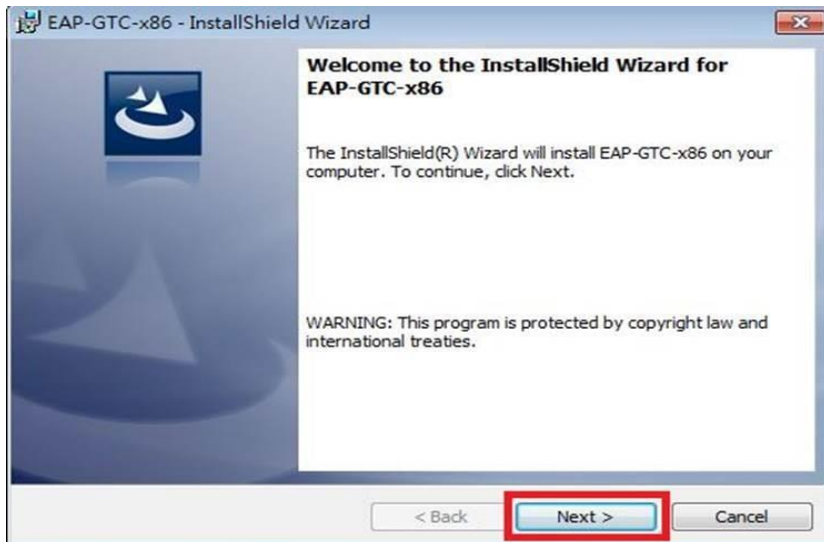 EAP-GTC-x86 - InstallShield Wizard
Welcome to the InstallShield Wizard for
EAP-GTC-x86
The InstallShield(R) Wizard will install EAP-GTC-x86 on your
computer. To continue, click Next.
WARNING: This program is protected by copyright law and
international treaties.
< Back
Next >
Cancel